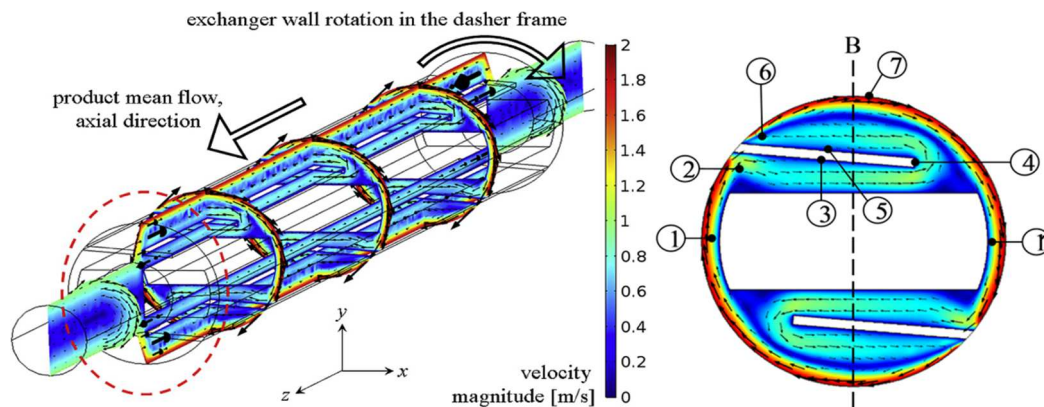 exchanger wall rotation in the dasher frame
product mean flow,
axial direction
y
x
z
2
1.8
1.6
1.4
1.2
1
0.8
0.6
0.4
0.2
0
velocity
magnitude [m/s]
B
6
7
2
4
3
5
1
1'